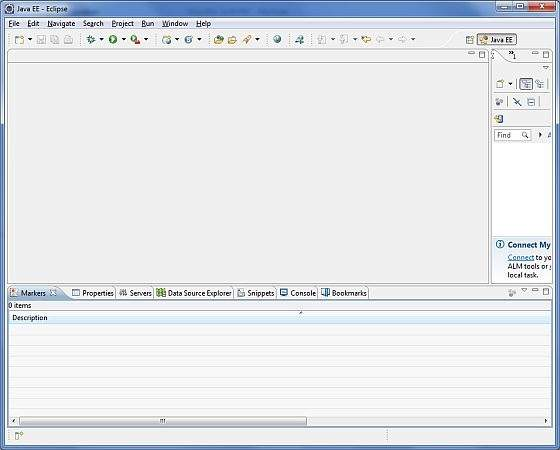 Java EE - Eclipse
File Edit Navigate Search Project Run Window Help
Java EE
»1
Find
Connect My
Connect to yo
ALM tools or
local task.
Markers Properties Servers Data Source Explorer Snippets Console Bookmarks
0 items
Description